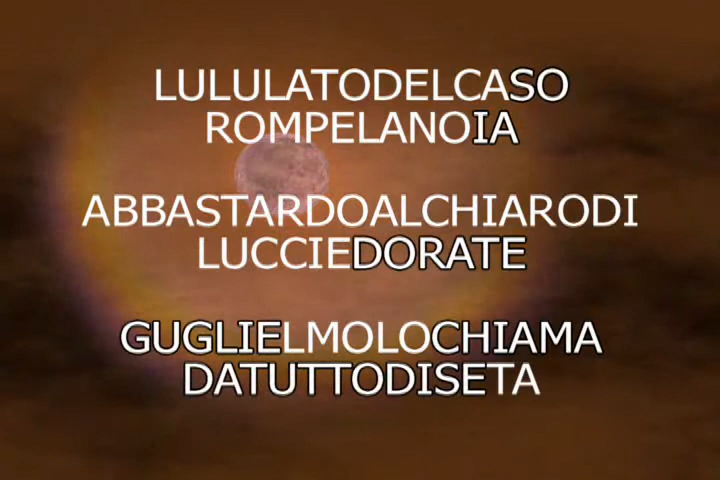 LULULATODELCASO
ROMPELANOIA
ABBASTARDOALCHIARODI
LUCCIEDORATE
GUGLIELMOLOCHIAMA
DATUTTODISETA